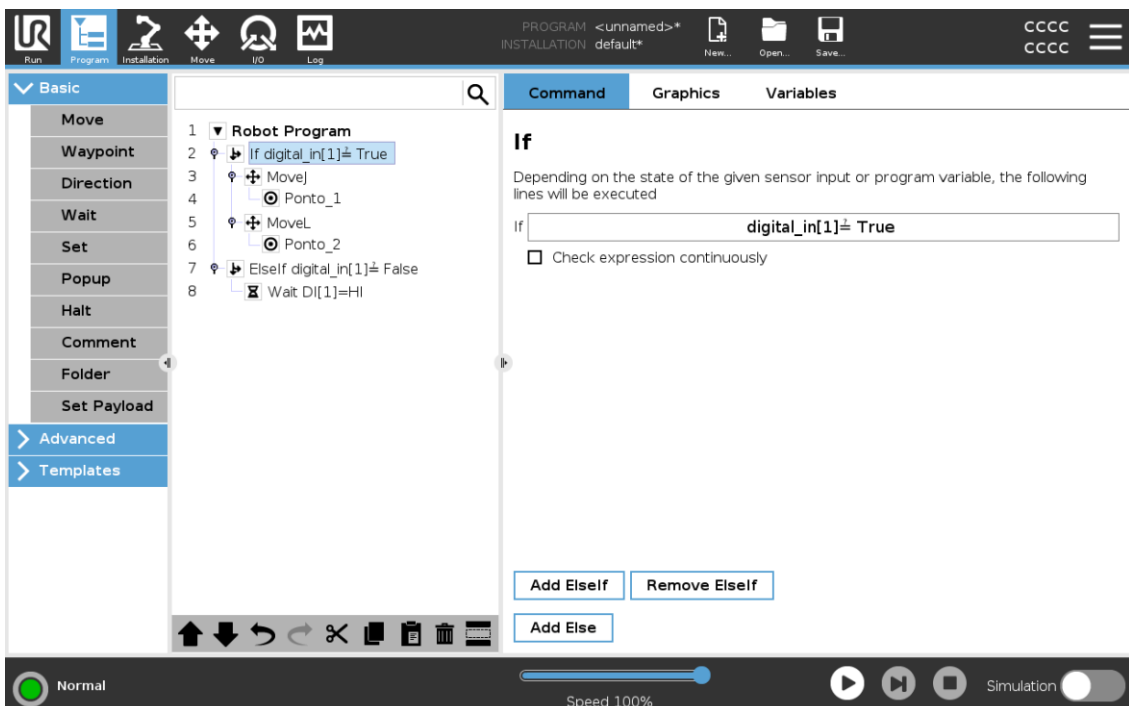 UR
PROGRAM <unnamed>*
INSTALLATION default*
CCCC
CCCC
Run Program Installation Move I/O Log New... Open... Save...
Basic
Move
Waypoint
Direction
Wait
Set
Popup
Halt
Comment
Folder
Set Payload
Advanced
Templates
1 Robot Program
2 If digital_in[1]≟ True
3 MoveJ
4 Ponto_1
5 MoveL
6 Ponto_2
7 ElseIf digital_in[1]≟ False
8 Wait DI[1]=HI
Command Graphics Variables
If
Depending on the state of the given sensor input or program variable, the following
lines will be executed
If digital_in[1]≟ True
Check expression continuously
Add ElseIf Remove ElseIf
Add Else
Normal
Speed 100%
Simulation